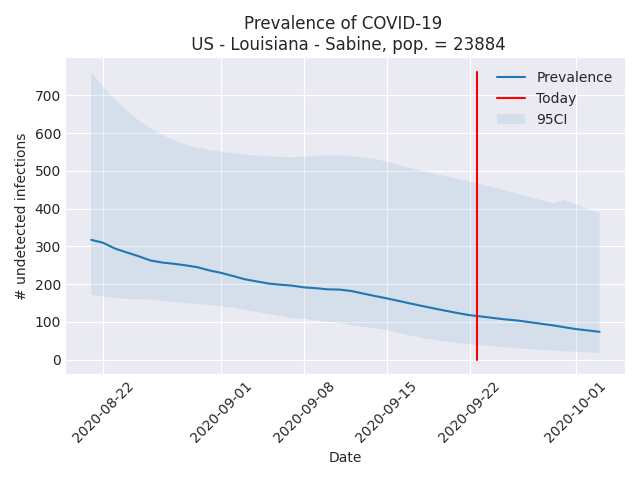 Prevalence of COVID-19
US - Louisiana - Sabine, pop. = 23884
Prevalence
Today
95CI
# undetected infections
700
600
500
400
300
200
100
0
2020-08-22
2020-09-01
2020-09-08
2020-09-15
2020-09-22
2020-10-01
Date